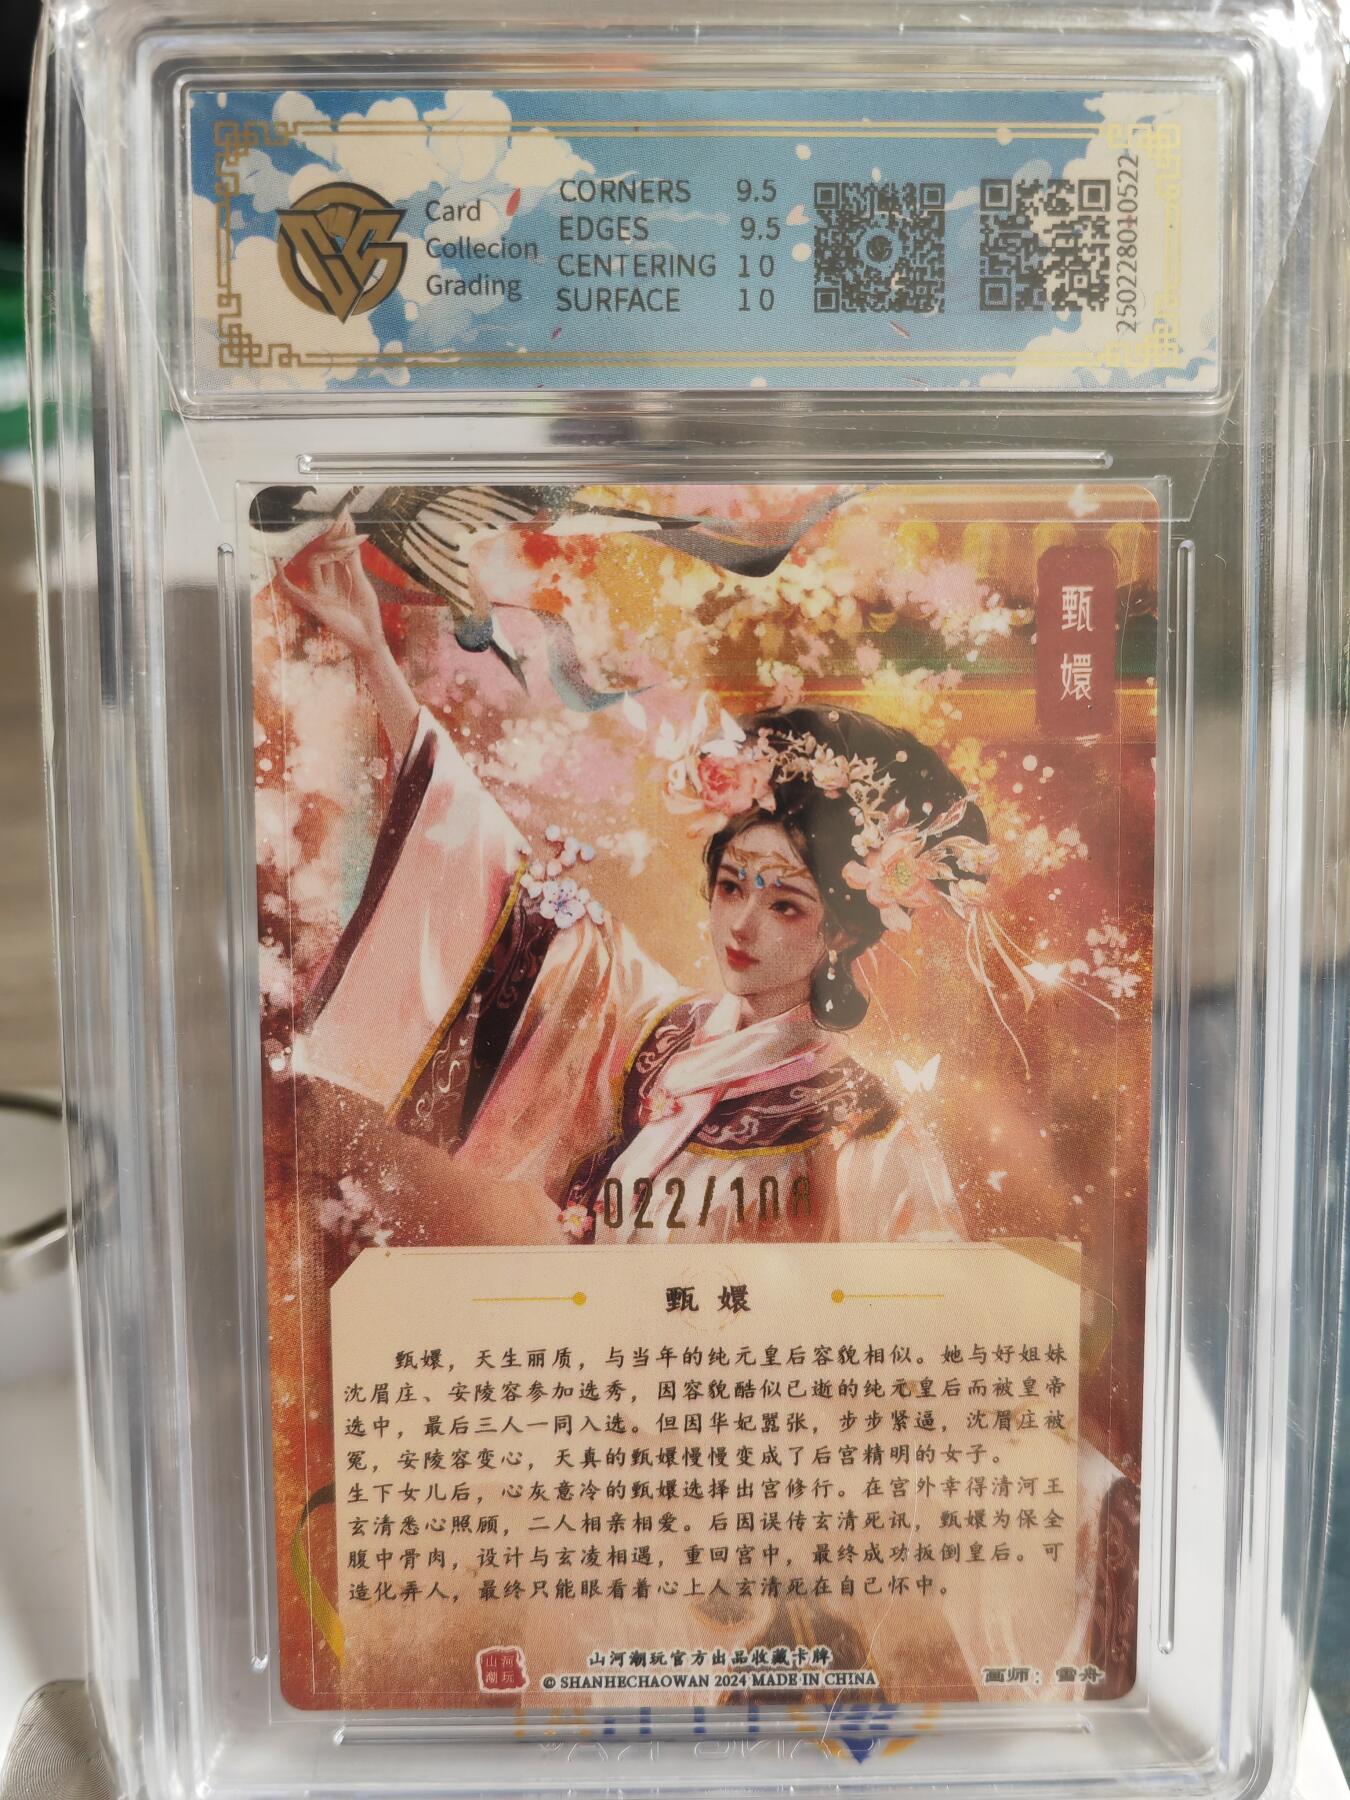 Card
Collecion
Grading
CORNERS 9.5
EDGES 9.5
CENTERING 10
SURFACE 10
2502280110522
甄嬛
022/108
甄嬛
甄嬛，天生丽质，与当年的纯元皇后容貌相似。她与好姐妹
沈眉庄、安陵容参加选秀，因容貌酷似已逝的纯元皇后而被皇帝
选中，最后三人一同入选。但因华妃嚣张，步步紧逼，沈眉庄被
冤，安陵容变心，天真的甄嬛慢慢变成了后宫精明的女子。
生下女儿后，心灰意冷的甄嬛选择出宫修行。在宫外幸得清河王
玄清悉心照顾，二人相亲相爱。后因误传玄清死讯，甄嬛为保全
腹中骨肉，设计与玄凌相遇，重回宫中，最终成功扳倒皇后。可
造化弄人，最终只能眼看着心上人玄清死在自己怀中。
山河
潮玩
山河潮玩官方出品收藏卡牌
© SHANHECHAOWAN 2024 MADE IN CHINA
画师：雪舟